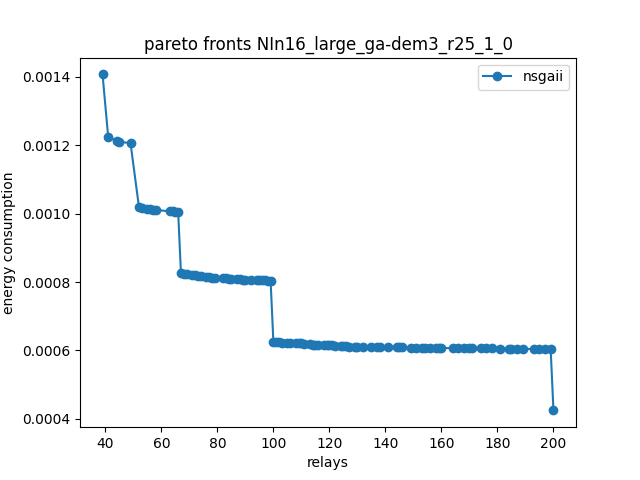 pareto fronts NIn16_large_ga-dem3_r25_1_0
nsgaii
energy consumption
0.0014
0.0012
0.0010
0.0008
0.0006
0.0004
40 60 80 100 120 140 160 180 200
relays